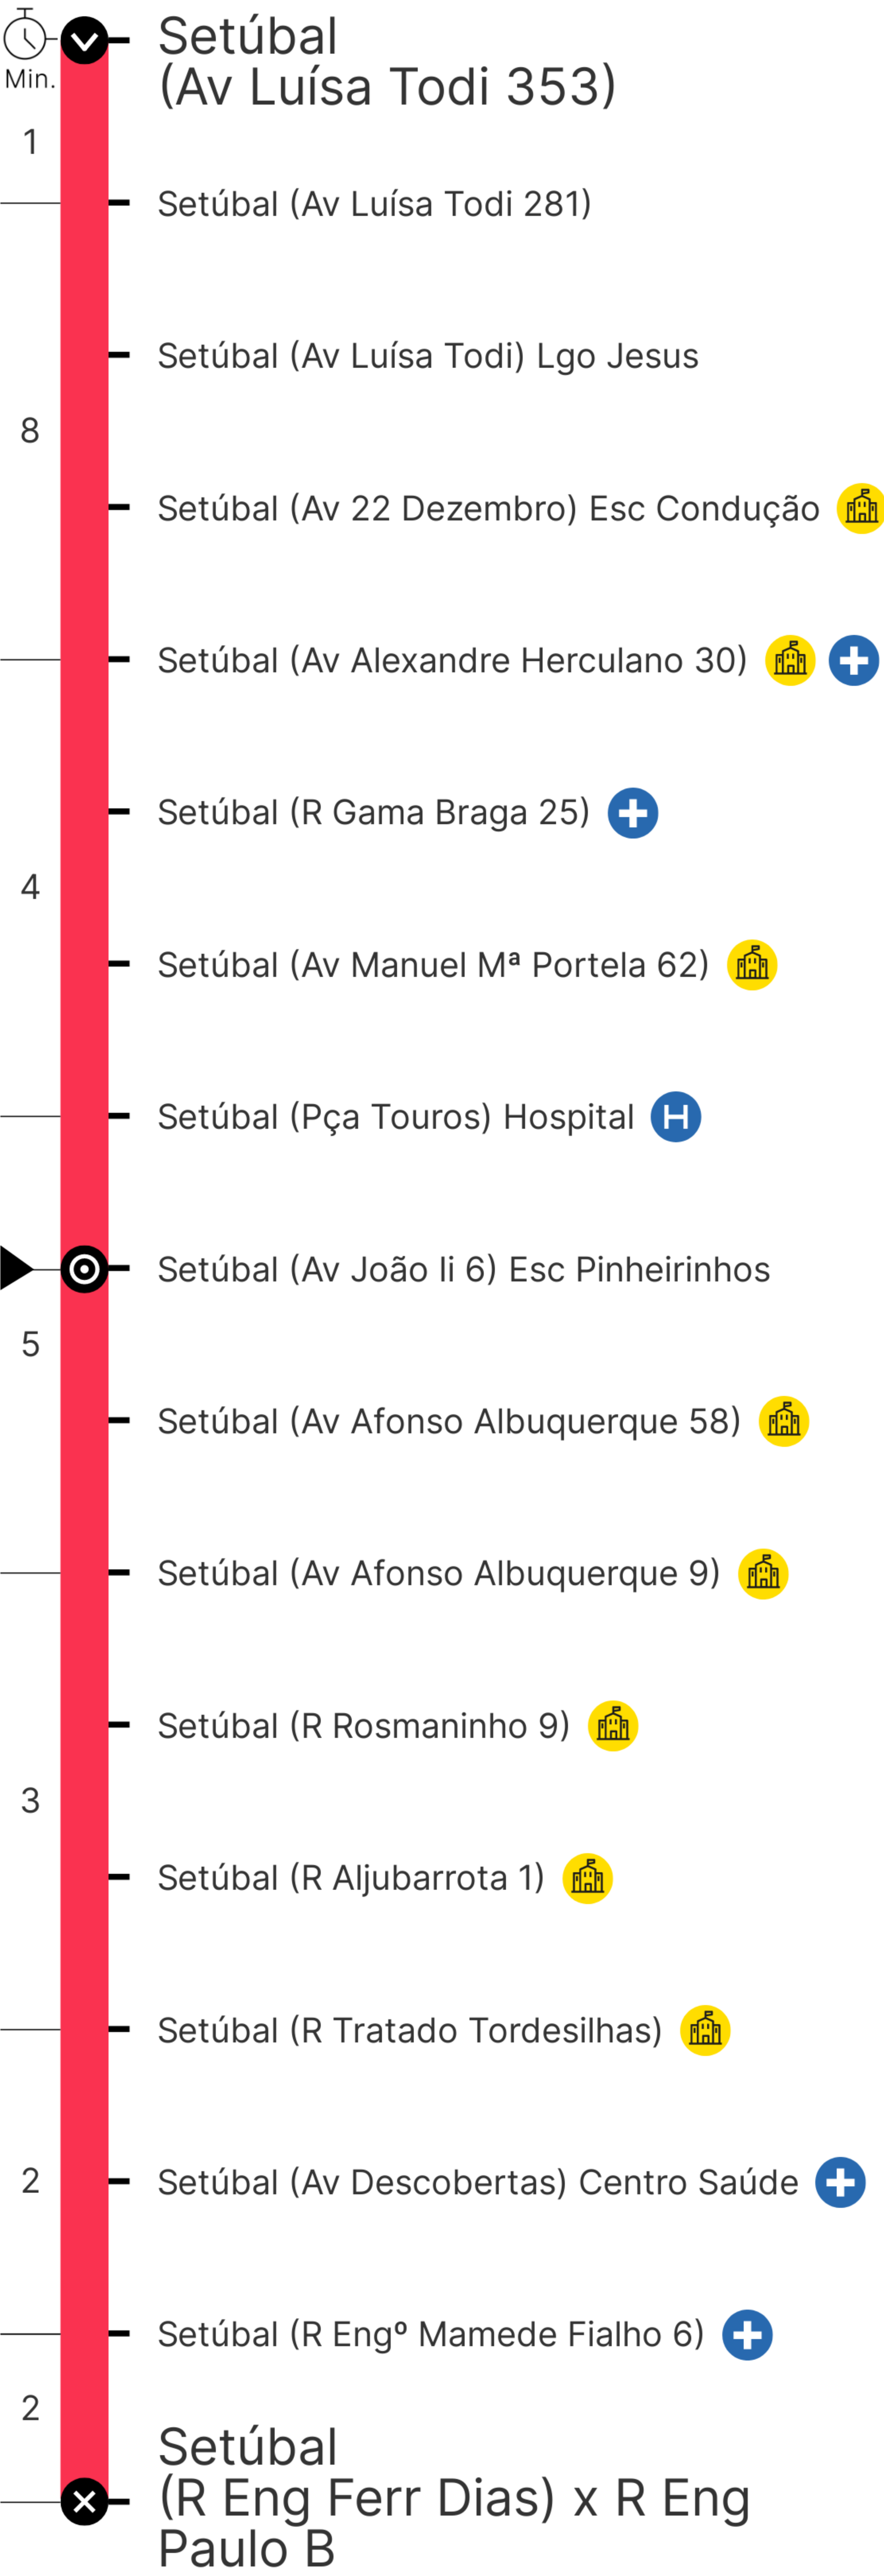 Setúbal
(Av Luísa Todi 353)
Min.
1
Setúbal (Av Luísa Todi 281)
Setúbal (Av Luísa Todi) Lgo Jesus
8
Setúbal (Av 22 Dezembro) Esc Condução
Setúbal (Av Alexandre Herculano 30)
Setúbal (R Gama Braga 25)
4
Setúbal (Av Manuel Mª Portela 62)
Setúbal (Pça Touros) Hospital H
Setúbal (Av João Ii 6) Esc Pinheirinhos
5
Setúbal (Av Afonso Albuquerque 58)
Setúbal (Av Afonso Albuquerque 9)
Setúbal (R Rosmaninho 9)
3
Setúbal (R Aljubarrota 1)
Setúbal (R Tratado Tordesilhas)
2
Setúbal (Av Descobertas) Centro Saúde
Setúbal (R Engº Mamede Fialho 6)
2
Setúbal
(R Eng Ferr Dias) x R Eng
Paulo B